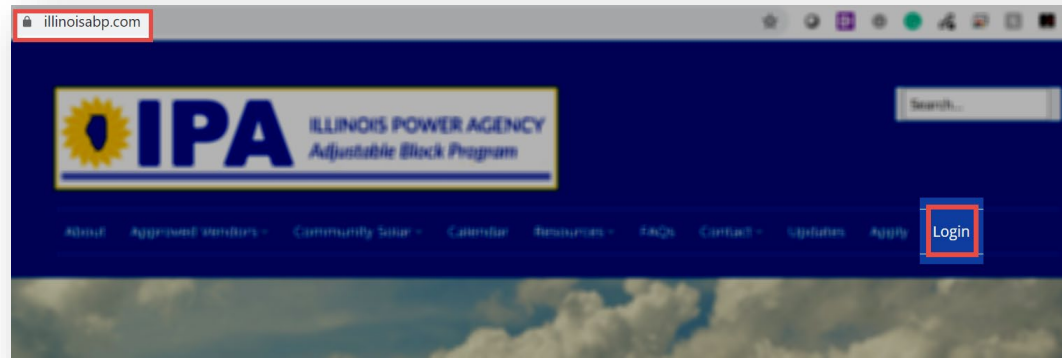 illinoisabp.com
Search...
IPA
ILLINOIS POWER AGENCY
Adjustable Block Program
About Approved Vendors Community Solar Calendar Resources FAQs Contact Updates Apply Login